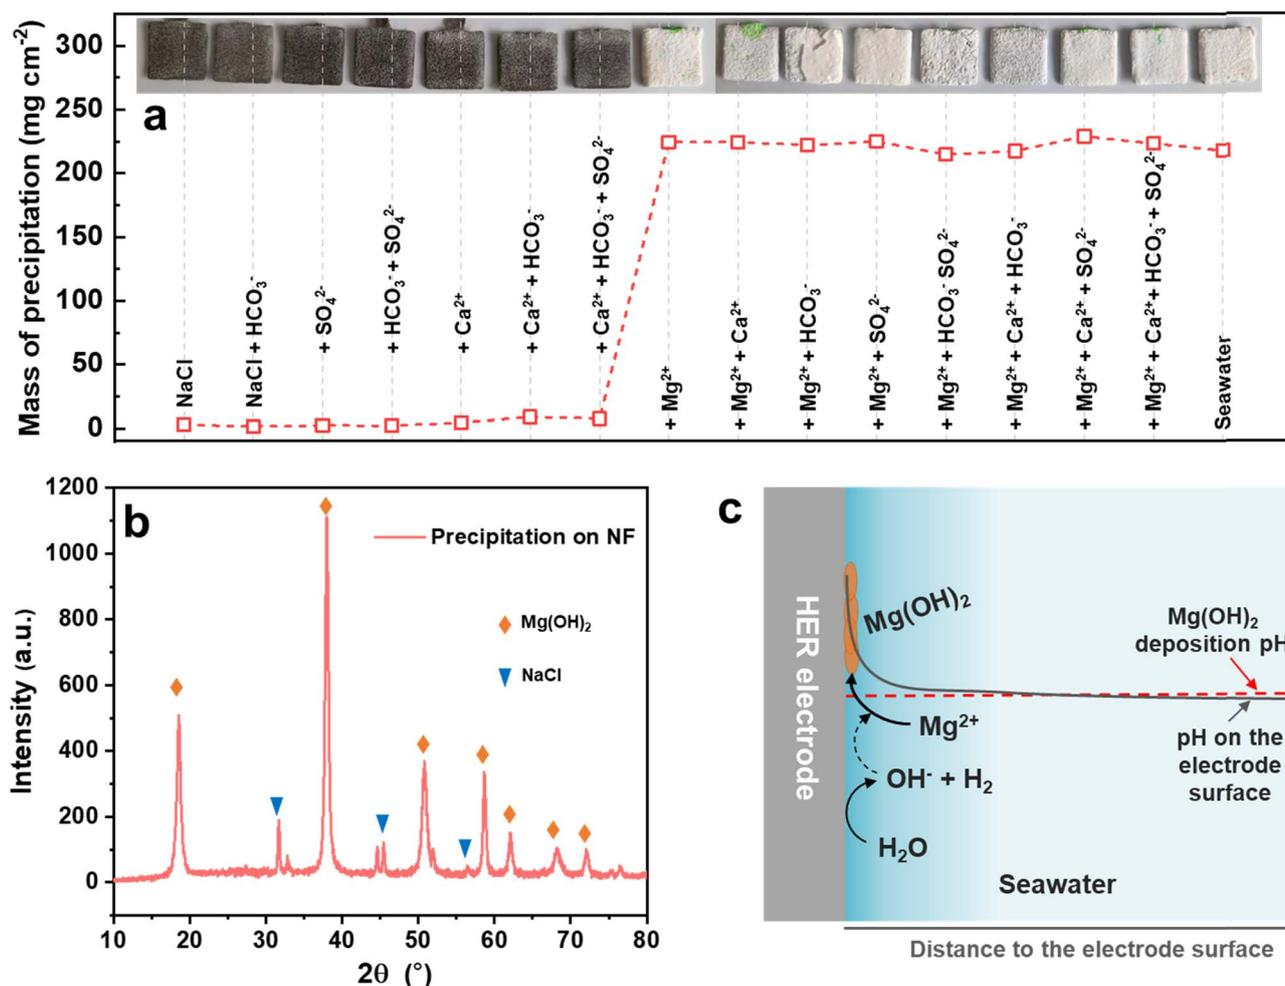 Mass of precipitation (mg cm⁻²)
300
250
200
150
100
50
0
a
NaCl
NaCl + HCO₃⁻
+ SO₄²⁻
+ HCO₃⁻ + SO₄²⁻
+ Ca²⁺
+ Ca²⁺ + HCO₃⁻
+ Ca²⁺ + HCO₃⁻ + SO₄²⁻
+ Mg²⁺
+ Mg²⁺ + Ca²⁺
+ Mg²⁺ + HCO₃⁻
+ Mg²⁺ + SO₄²⁻
+ Mg²⁺ + HCO₃⁻ SO₄²⁻
+ Mg²⁺ + Ca²⁺ + HCO₃⁻
+ Mg²⁺ + Ca²⁺ + SO₄²⁻
+ Mg²⁺ + Ca²⁺+ HCO₃⁻ + SO₄²⁻
Seawater
b
Intensity (a.u.)
1200
1000
800
600
400
200
0
Precipitation on NF
Mg(OH)₂
NaCl
10 20 30 40 50 60 70 80
2θ (°)
c
HER electrode
Mg(OH)₂
Mg(OH)₂
deposition pH
Mg²⁺
pH on the
electrode
surface
OH⁻ + H₂
H₂O
Seawater
Distance to the electrode surface